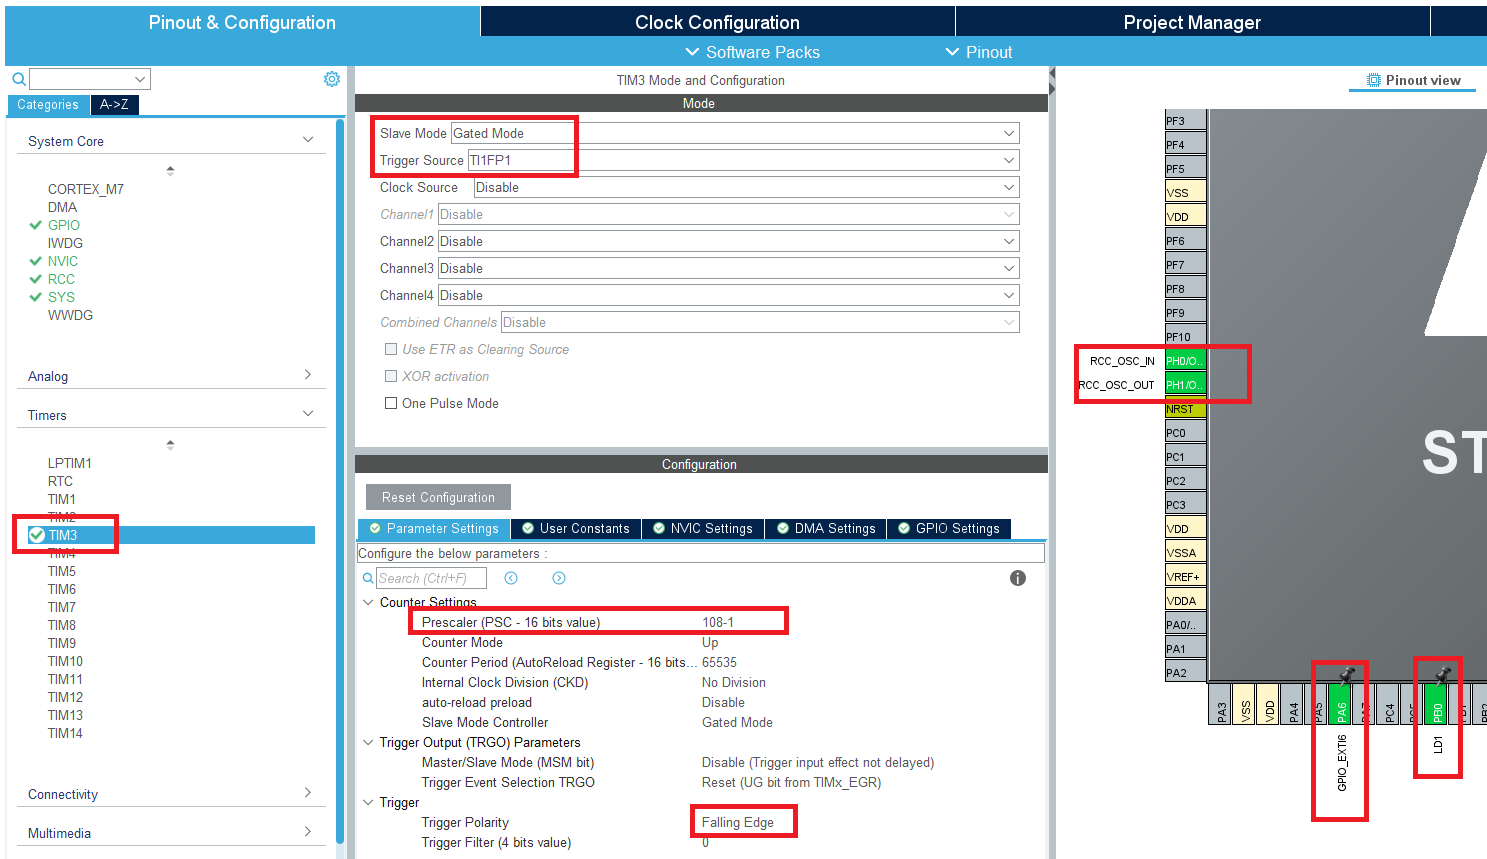 Pinout & Configuration
Clock Configuration
Project Manager
Software Packs
Pinout
Categories
A->Z
System Core
CORTEX_M7
DMA
GPIO
IWDG
NVIC
RCC
SYS
WWDG
Analog
Timers
LPTIM1
RTC
TIM1
TIM2
TIM3
TIM4
TIM5
TIM6
TIM7
TIM8
TIM9
TIM10
TIM11
TIM12
TIM13
TIM14
Connectivity
Multimedia
TIM3 Mode and Configuration
Mode
Slave Mode Gated Mode
Trigger Source TI1FP1
Clock Source Disable
Channel1 Disable
Channel2 Disable
Channel3 Disable
Channel4 Disable
Combined Channels Disable
Use ETR as Clearing Source
XOR activation
One Pulse Mode
Configuration
Reset Configuration
Parameter Settings
User Constants
NVIC Settings
DMA Settings
GPIO Settings
Configure the below parameters :
Search (Ctrl+F)
Counter Settings
Prescaler (PSC - 16 bits value) 108-1
Counter Mode Up
Counter Period (AutoReload Register - 16 bits... 65535
Internal Clock Division (CKD) No Division
auto-reload preload Disable
Slave Mode Controller Gated Mode
Trigger Output (TRGO) Parameters
Master/Slave Mode (MSM bit) Disable (Trigger input effect not delayed)
Trigger Event Selection TRGO Reset (UG bit from TIMx_EGR)
Trigger
Trigger Polarity Falling Edge
Trigger Filter (4 bits value) 0
Pinout view
PF3
PF4
PF5
VSS
VDD
PF6
PF7
PF8
PF9
PF10
RCC_OSC_IN PH0/O..
RCC_OSC_OUT PH1/O..
NRST
PC0
PC1
PC2
PC3
VDD
VSSA
VREF+
VDDA
PA0/..
PA1
PA2
ST
PA3
VSS
VDD
PA4
PA5
PA6
PA7
PC4
PC5
PB0
PB1
PB2
GPIO_EXTI6
LD1